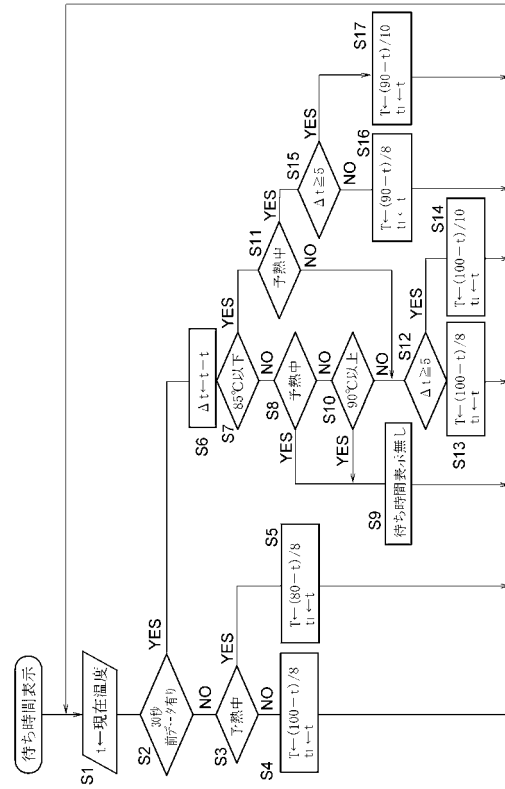 待ち時間表示
S1
t←現在温度
S2
30秒
前データ有り
YES
NO
S3
予熱中
YES
NO
S4
T←(100−t)/8
t₁←t
S5
T←(80−t)/8
t₁←t
S6
Δt←t−t
S7
85℃以下
YES
NO
S8
予熱中
YES
NO
S10
90℃以上
YES
NO
S9
待ち時間表示無し
S11
予熱中
YES
NO
S12
Δt≧5
YES
NO
S13
T←(100−t)/8
t₁←t
S14
T←(100−t)/10
t₁←t
S15
Δt≧5
YES
NO
S16
T←(90−t)/8
t₁←t
S17
T←(90−t)/10
t₁←t